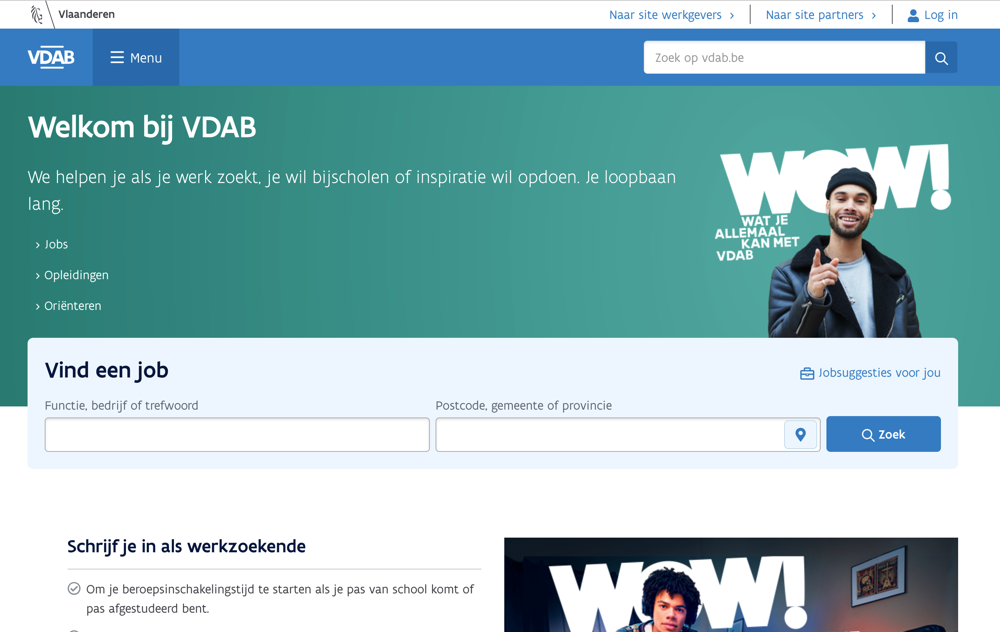 Vlaanderen
Naar site werkgevers
Naar site partners
Log in
VDAB
Menu
Zoek op vdab.be
Welkom bij VDAB
We helpen je als je werk zoekt, je wil bijscholen of inspiratie wil opdoen. Je loopbaan
lang.
Jobs
Opleidingen
Oriënteren
WOW!
WAT JE
ALLEMAAL
KAN MET
VDAB
Vind een job
Jobsuggesties voor jou
Functie, bedrijf of trefwoord
Postcode, gemeente of provincie
Zoek
Schrijf je in als werkzoekende
Om je beroepsinschakelingstijd te starten als je pas van school komt of
pas afgestudeerd bent.
WOW!